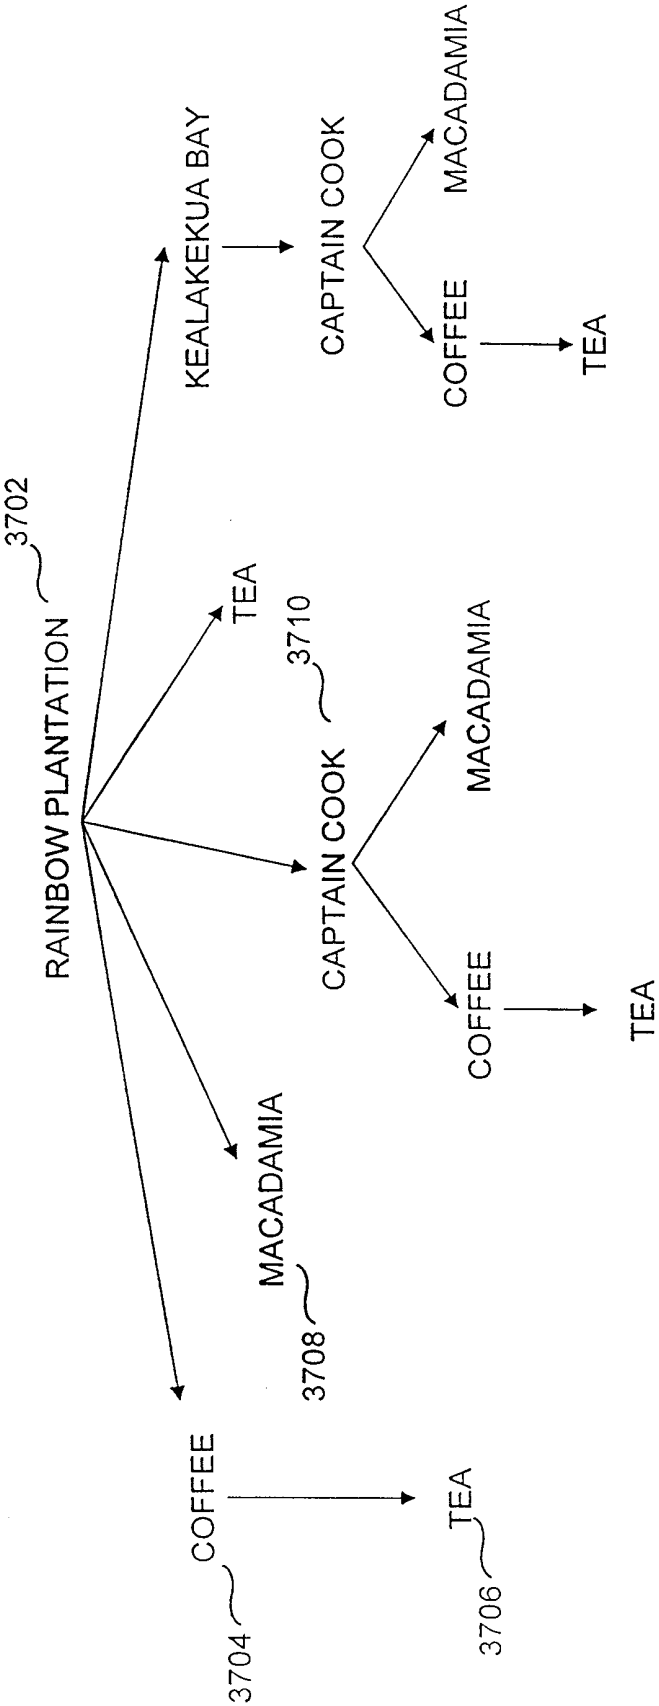 3702
RAINBOW PLANTATION
COFFEE
3704
TEA
3706
MACADAMIA
3708
CAPTAIN COOK
3710
COFFEE
TEA
MACADAMIA
TEA
KEALAKEKUA BAY
CAPTAIN COOK
COFFEE
TEA
MACADAMIA